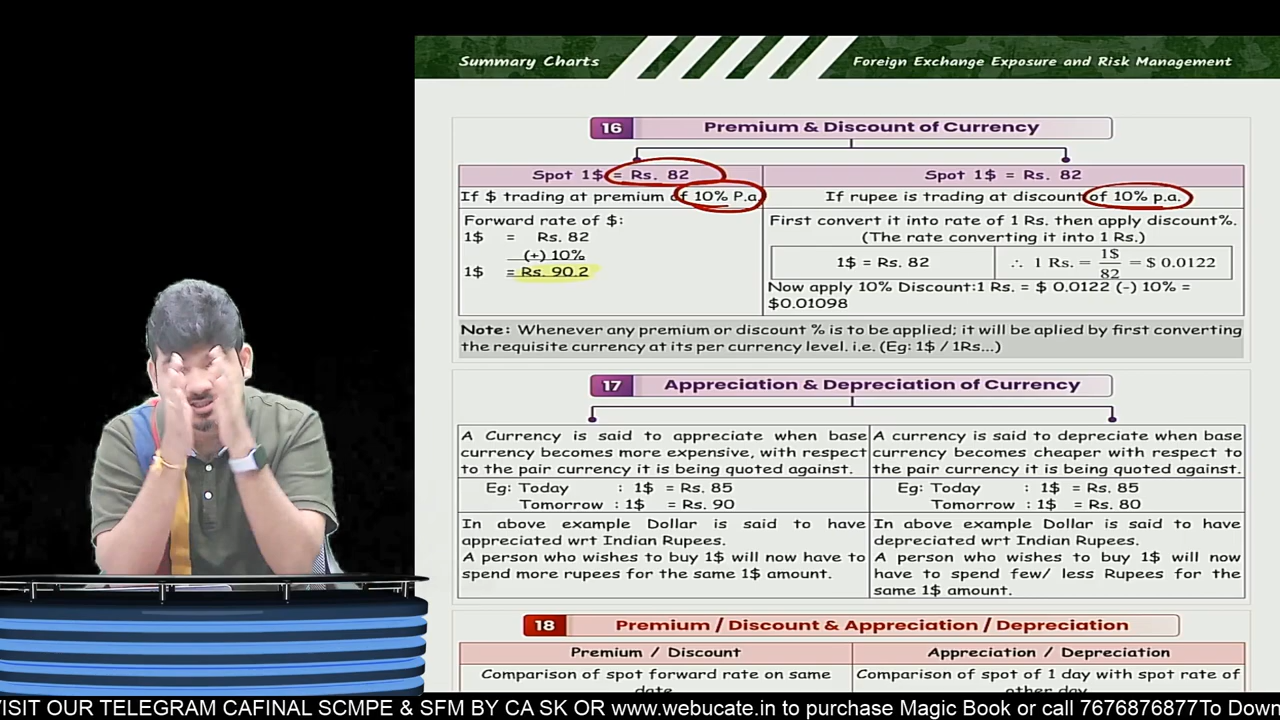 Summary Charts
Foreign Exchange Exposure and Risk Management
16 Premium & Discount of Currency
Spot 1$ = Rs. 82
Spot 1$ = Rs. 82
If $ trading at premium of 10% P.a
If rupee is trading at discount of 10% p.a.
Forward rate of $:
1$ = Rs. 82
(+) 10%
1$ = Rs. 90.2
First convert it into rate of 1 Rs. then apply discount%.
(The rate converting it into 1 Rs.)
1$ = Rs. 82
∴ 1 Rs. = 1$/82 = $ 0.0122
Now apply 10% Discount:1 Rs. = $ 0.0122 (-) 10% =
$0.01098
Note: Whenever any premium or discount % is to be applied; it will be aplied by first converting
the requisite currency at its per currency level. i.e. (Eg: 1$ / 1Rs...)
17 Appreciation & Depreciation of Currency
A Currency is said to appreciate when base
currency becomes more expensive, with respect
to the pair currency it is being quoted against.
A currency is said to depreciate when base
currency becomes cheaper with respect to
the pair currency it is being quoted against.
Eg: Today : 1$ = Rs. 85
Tomorrow : 1$ = Rs. 90
Eg: Today : 1$ = Rs. 85
Tomorrow : 1$ = Rs. 80
In above example Dollar is said to have
appreciated wrt Indian Rupees.
A person who wishes to buy 1$ will now have to
spend more rupees for the same 1$ amount.
In above example Dollar is said to have
depreciated wrt Indian Rupees.
A person who wishes to buy 1$ will now
have to spend few/ less Rupees for the
same 1$ amount.
18 Premium / Discount & Appreciation / Depreciation
Premium / Discount
Appreciation / Depreciation
Comparison of spot forward rate on same
date
Comparison of spot of 1 day with spot rate of
other day
VISIT OUR TELEGRAM CAFINAL SCMPE & SFM BY CA SK OR www.webucate.in to purchase Magic Book or call 7676876877To Down